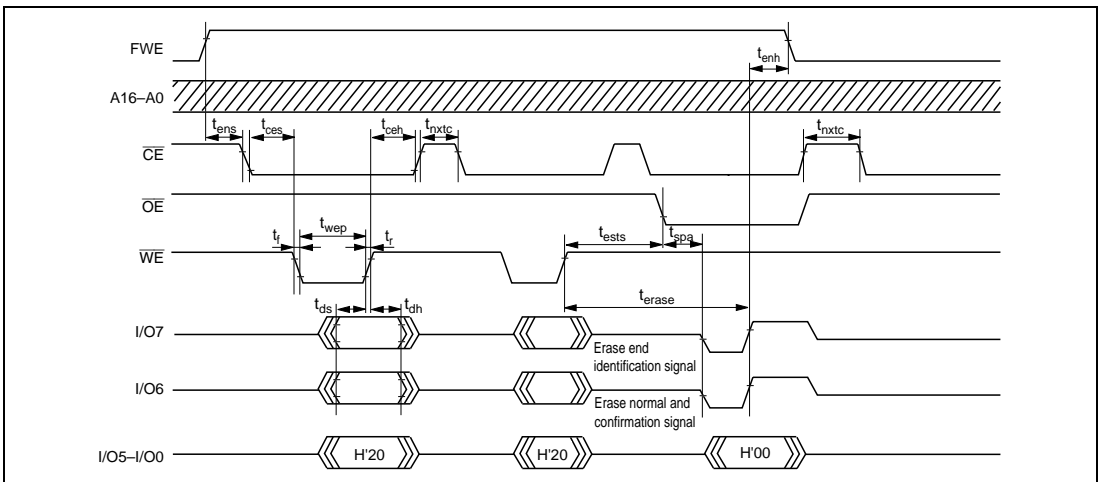 FWE
tenh
A16–A0
tens tces tceh tnxtc tnxtc
CE
OE
twep
tf tr tests tspa
WE
tds tdh terase
I/O7
Erase end
identification signal
I/O6
Erase normal and
confirmation signal
I/O5–I/O0 H'20 H'20 H'00